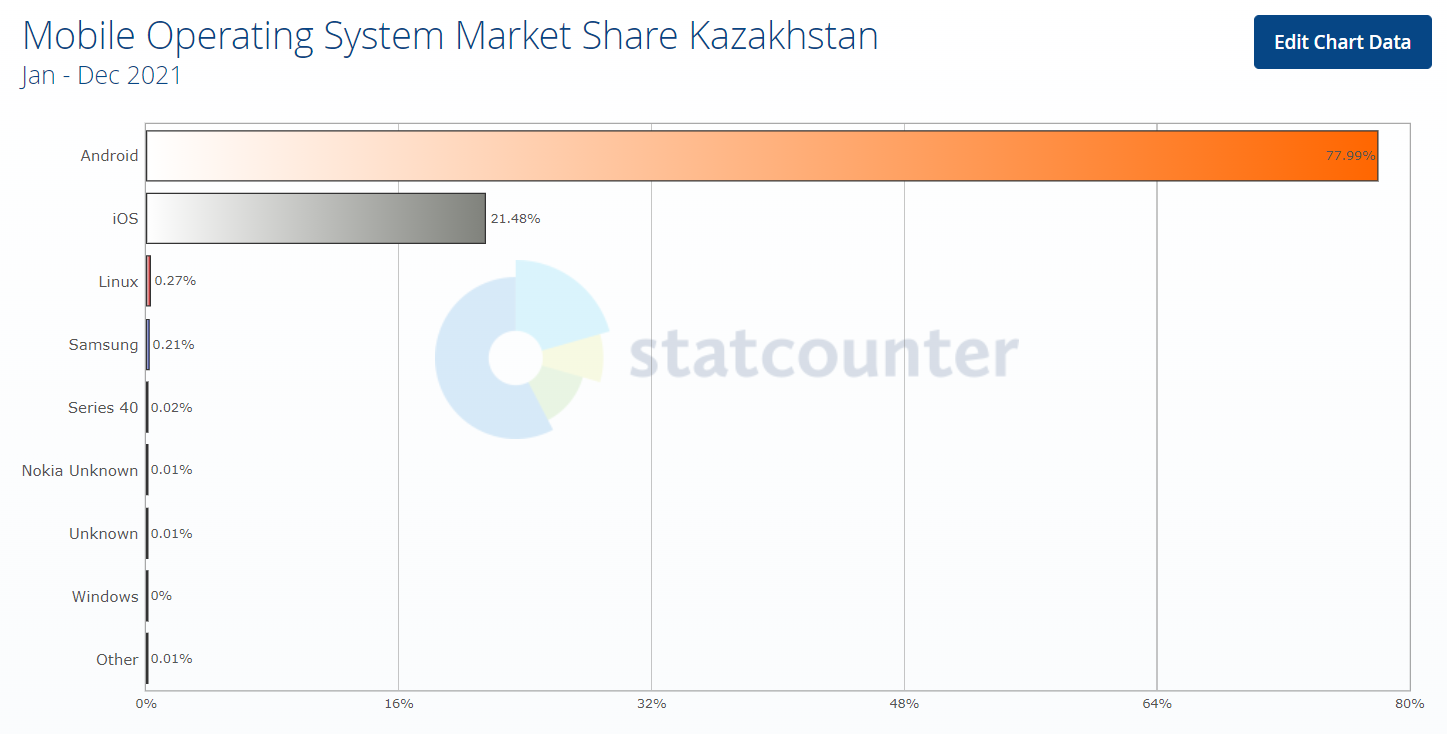 Mobile Operating System Market Share Kazakhstan
Jan - Dec 2021
Edit Chart Data
Android 77.99%
iOS 21.48%
Linux 0.27%
Samsung 0.21%
Series 40 0.02%
Nokia Unknown 0.01%
Unknown 0.01%
Windows 0%
Other 0.01%
0% 16% 32% 48% 64% 80%
statcounter